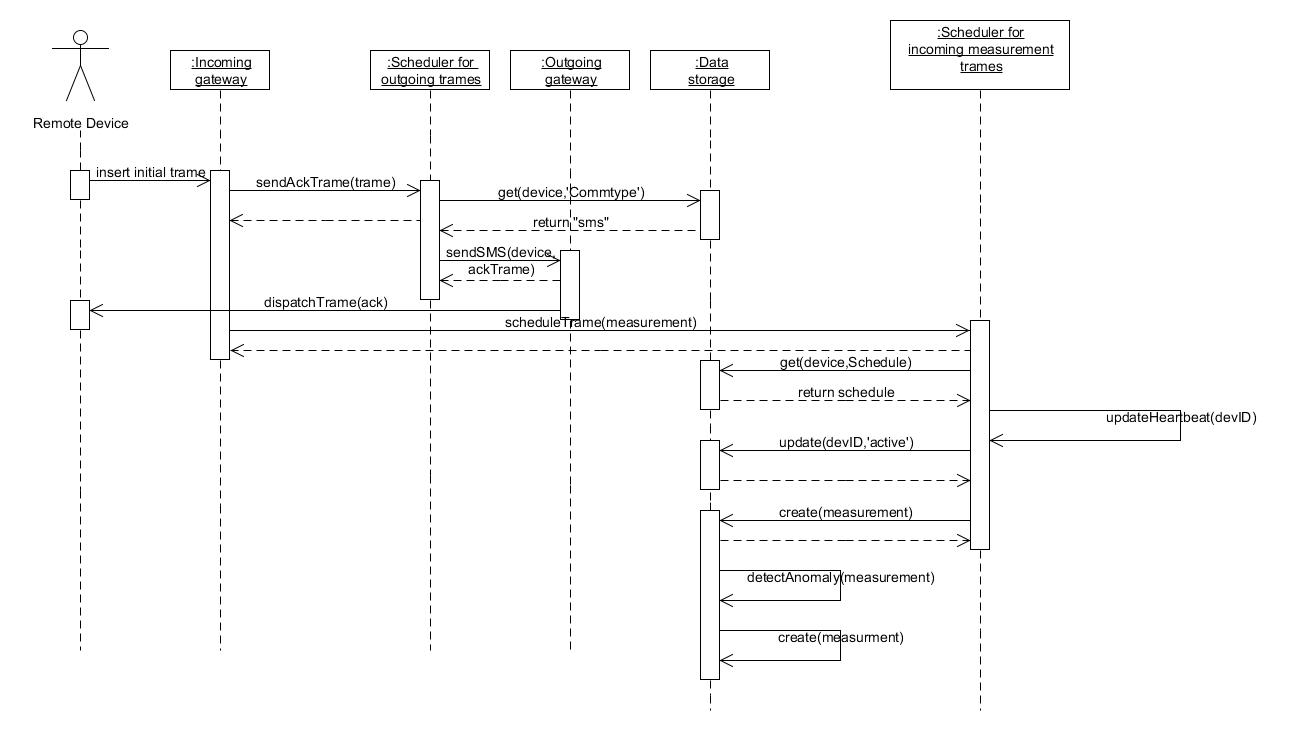 :Scheduler for
incoming measurement
trames
:Incoming
gateway
:Scheduler for
outgoing trames
:Outgoing
gateway
:Data
storage
Remote Device
insert initial trame
sendAckTrame(trame)
get(device,'Commtype')
return "sms"
sendSMS(device,
ackTrame)
dispatchTrame(ack)
scheduleTrame(measurement)
get(device,Schedule)
return schedule
updateHeartbeat(devID)
update(devID,'active')
create(measurement)
detectAnomaly(measurement)
create(measurment)